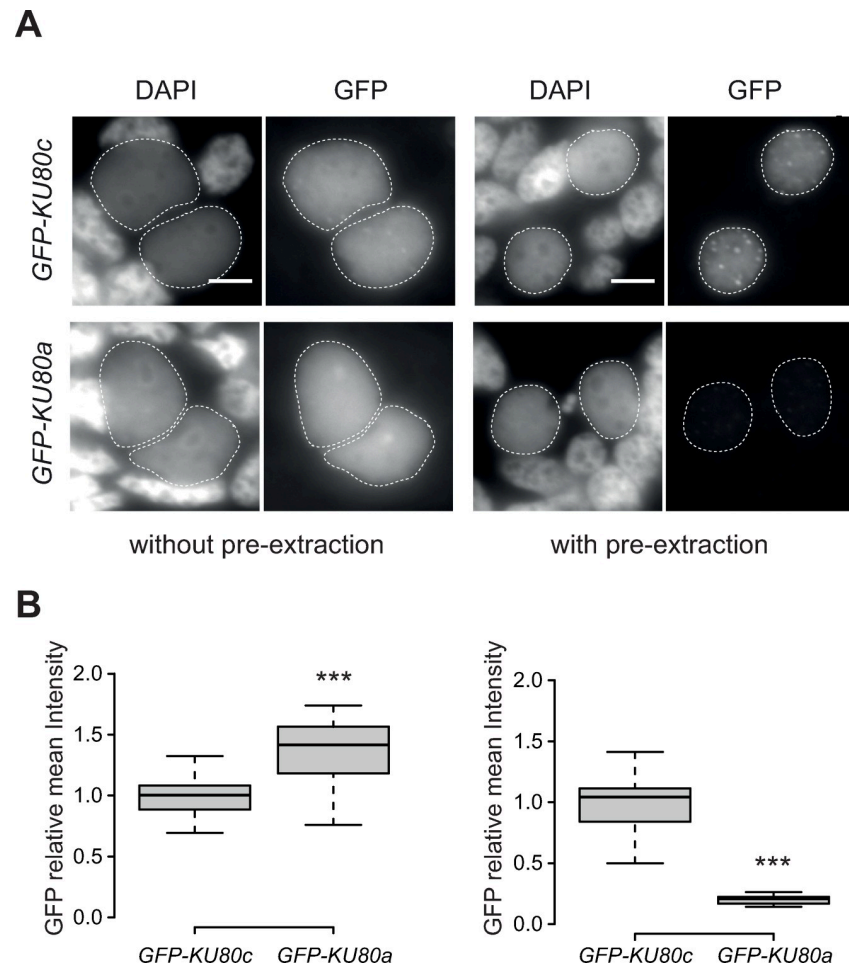 A
DAPI GFP DAPI GFP
GFP-KU80c
GFP-KU80a
without pre-extraction with pre-extraction
B
GFP relative mean Intensity
2.0
1.5
1.0
0.5
0.0
***
GFP-KU80c GFP-KU80a
GFP relative mean Intensity
2.0
1.5
1.0
0.5
0.0
***
GFP-KU80c GFP-KU80a